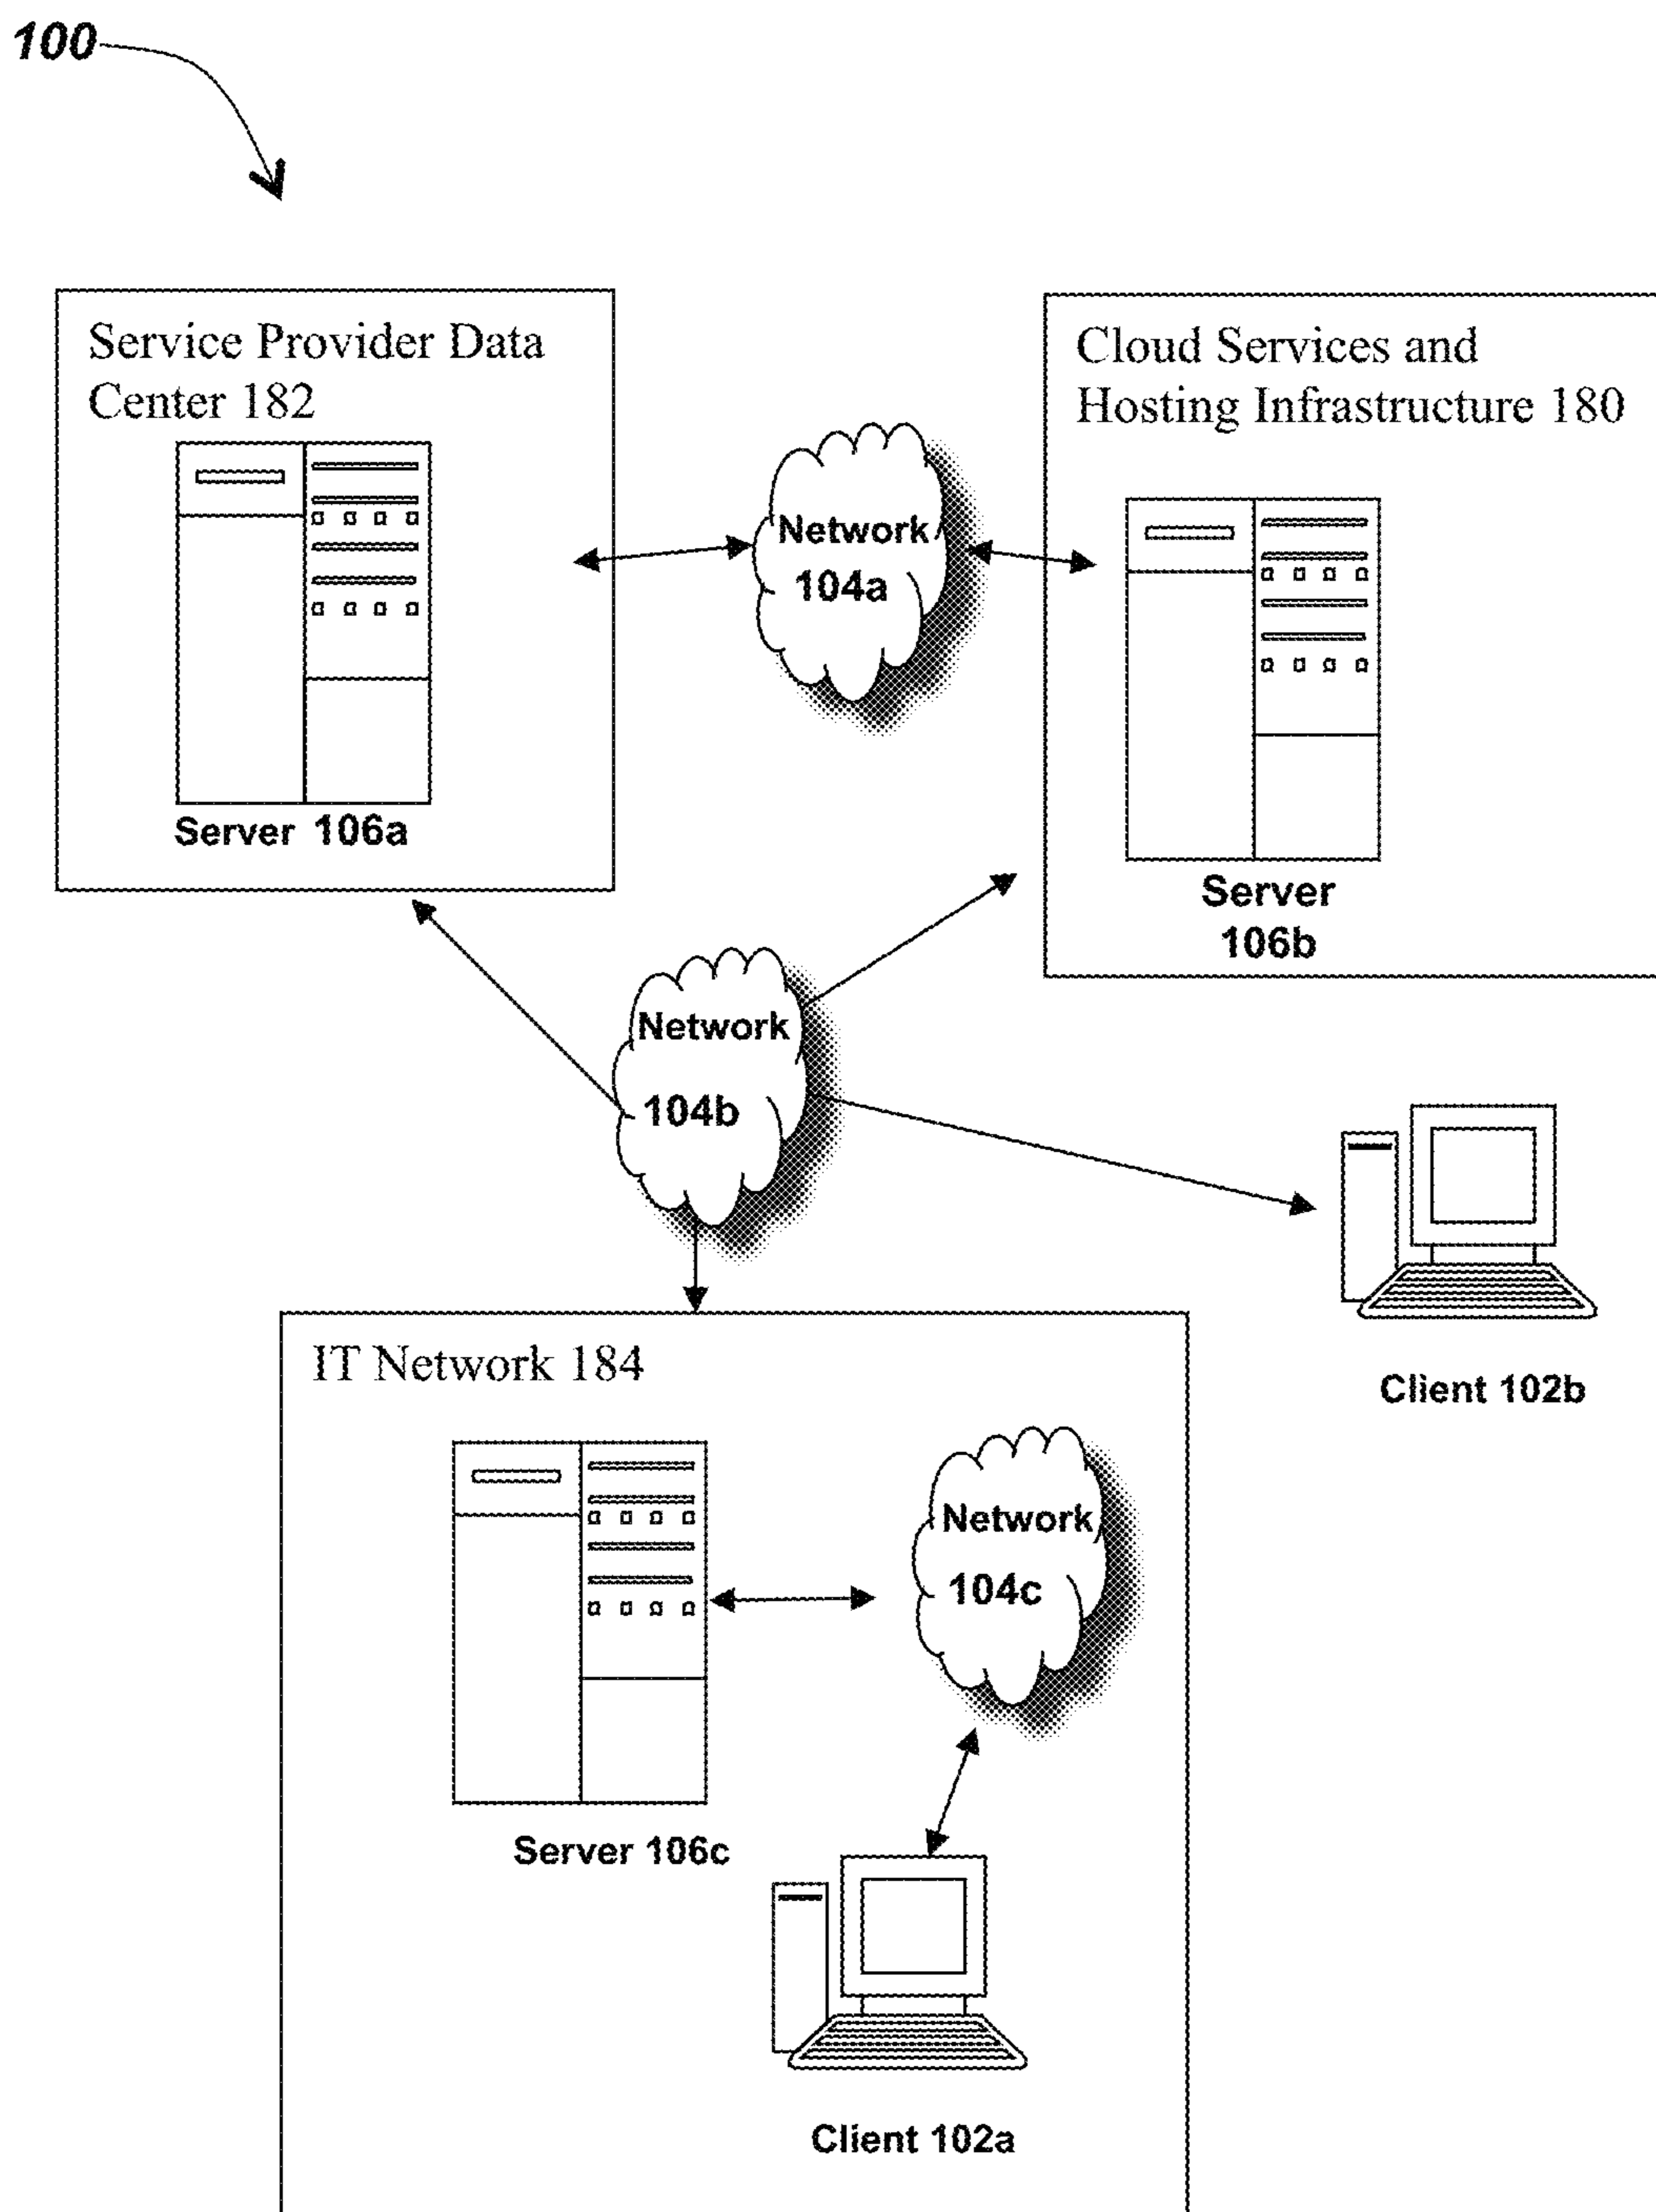 100
Service Provider Data
Center 182
Cloud Services and
Hosting Infrastructure 180
Network
104a
Server 106a
Server
106b
Network
104b
Client 102b
IT Network 184
Network
104c
Server 106c
Client 102a